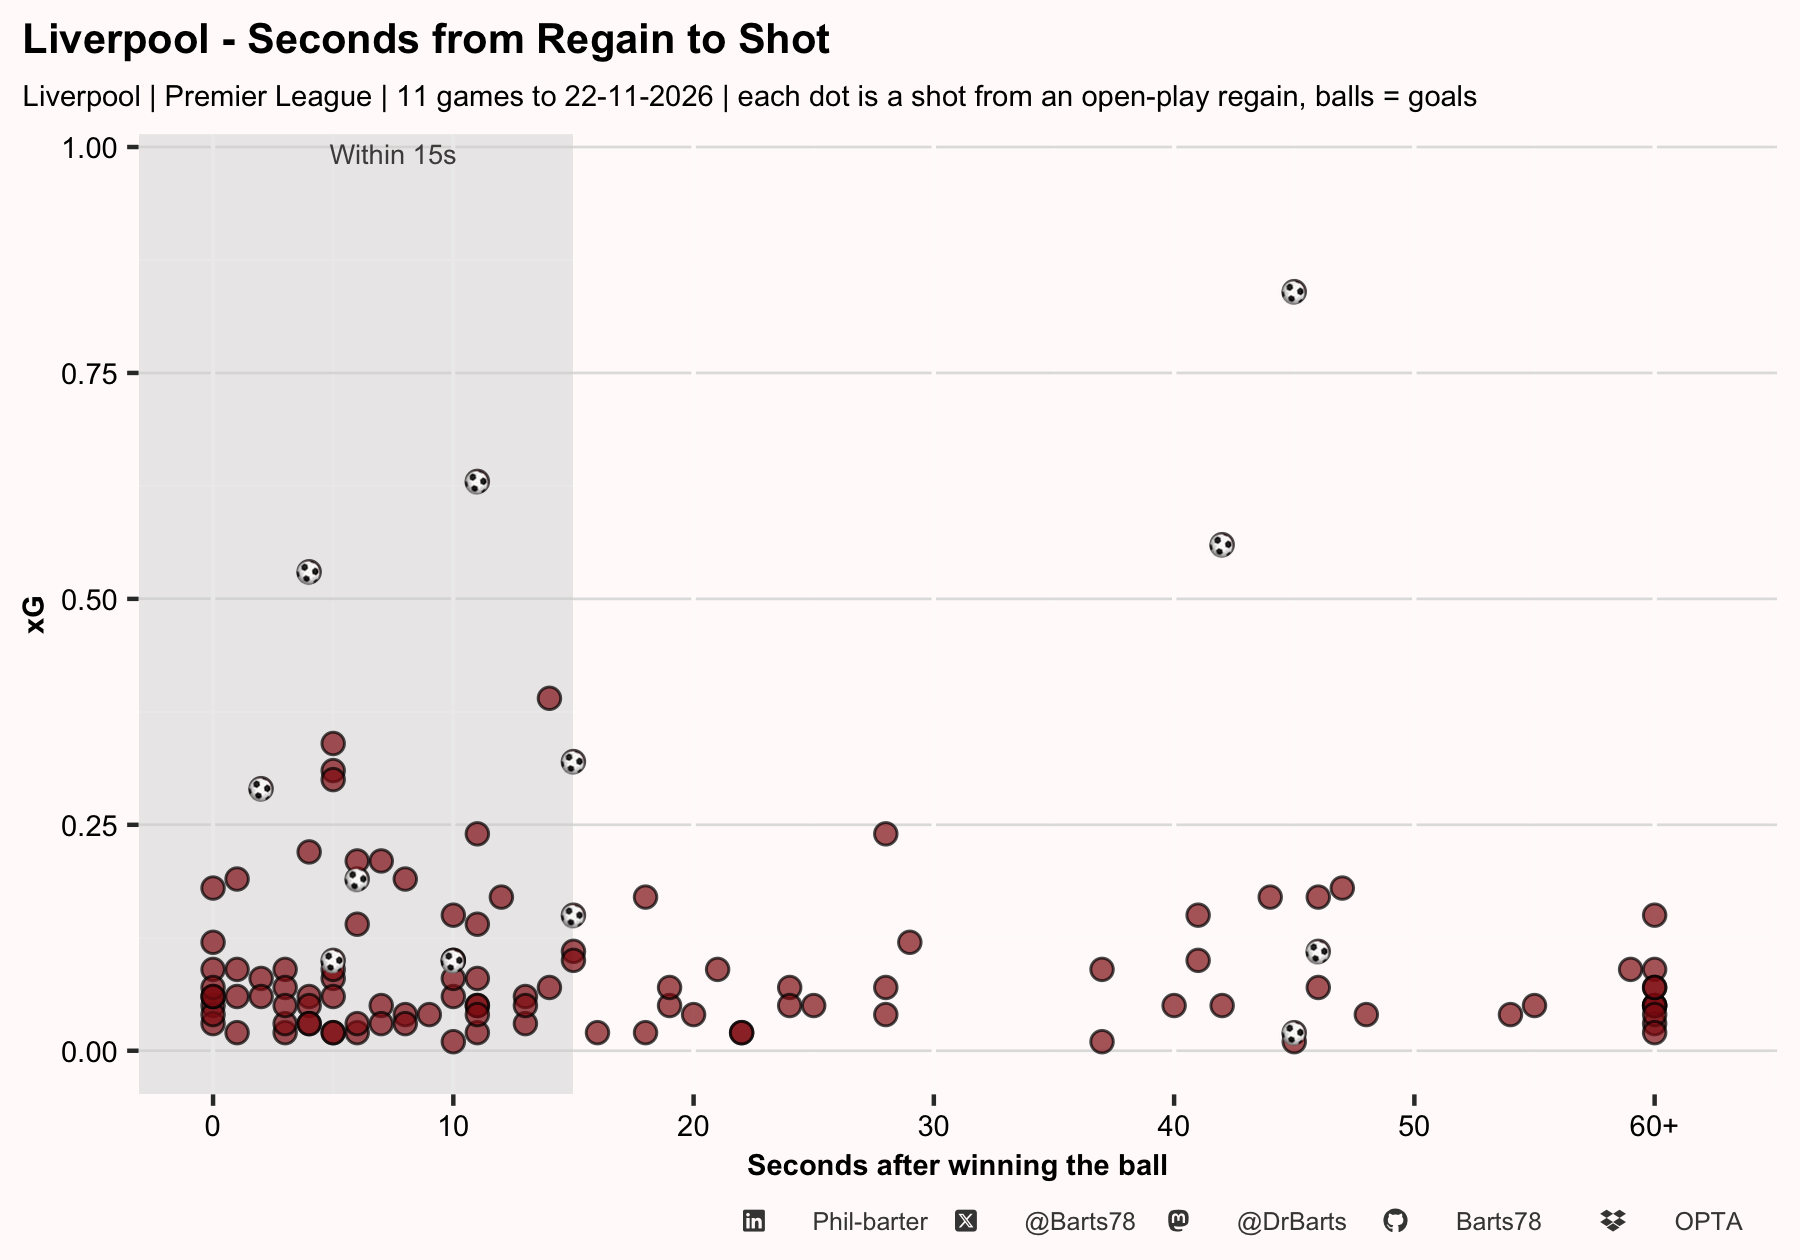 Liverpool - Seconds from Regain to Shot
Liverpool | Premier League | 11 games to 22-11-2026 | each dot is a shot from an open-play regain, balls = goals
Within 15s
1.00
0.75
0.50
0.25
0.00
xG
0 10 20 30 40 50 60+
Seconds after winning the ball
Phil-barter @Barts78 @DrBarts Barts78 OPTA